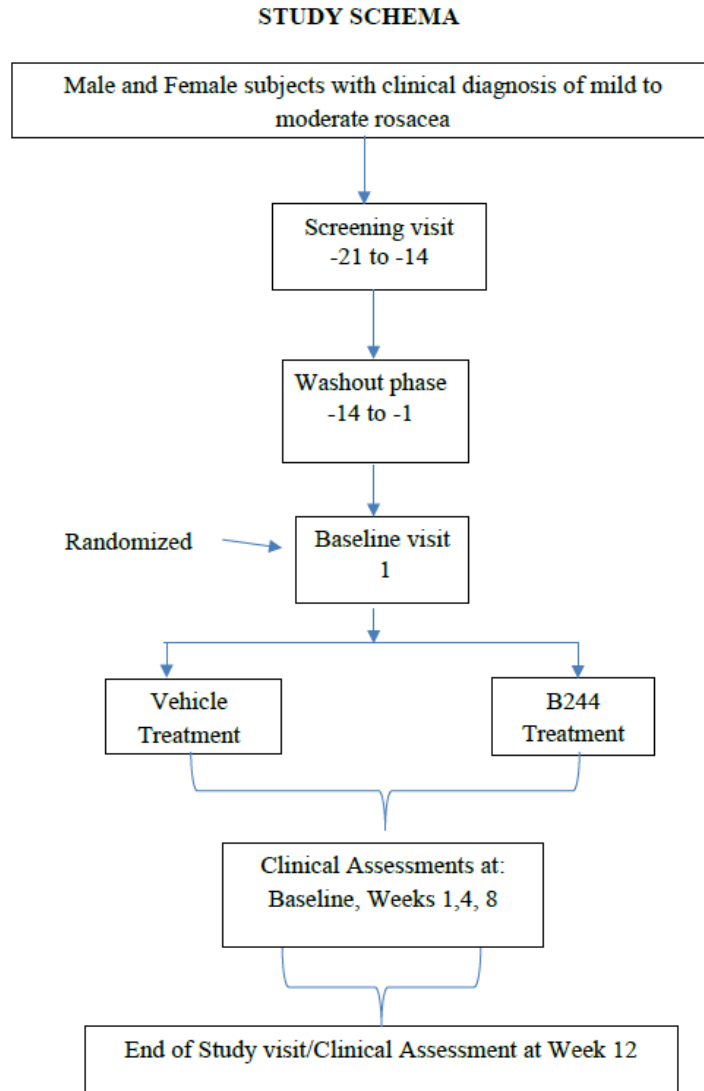 STUDY SCHEMA
Male and Female subjects with clinical diagnosis of mild to
moderate rosacea
Screening visit
-21 to -14
Washout phase
-14 to -1
Randomized
Baseline visit
1
Vehicle
Treatment
B244
Treatment
Clinical Assessments at:
Baseline, Weeks 1,4, 8
End of Study visit/Clinical Assessment at Week 12